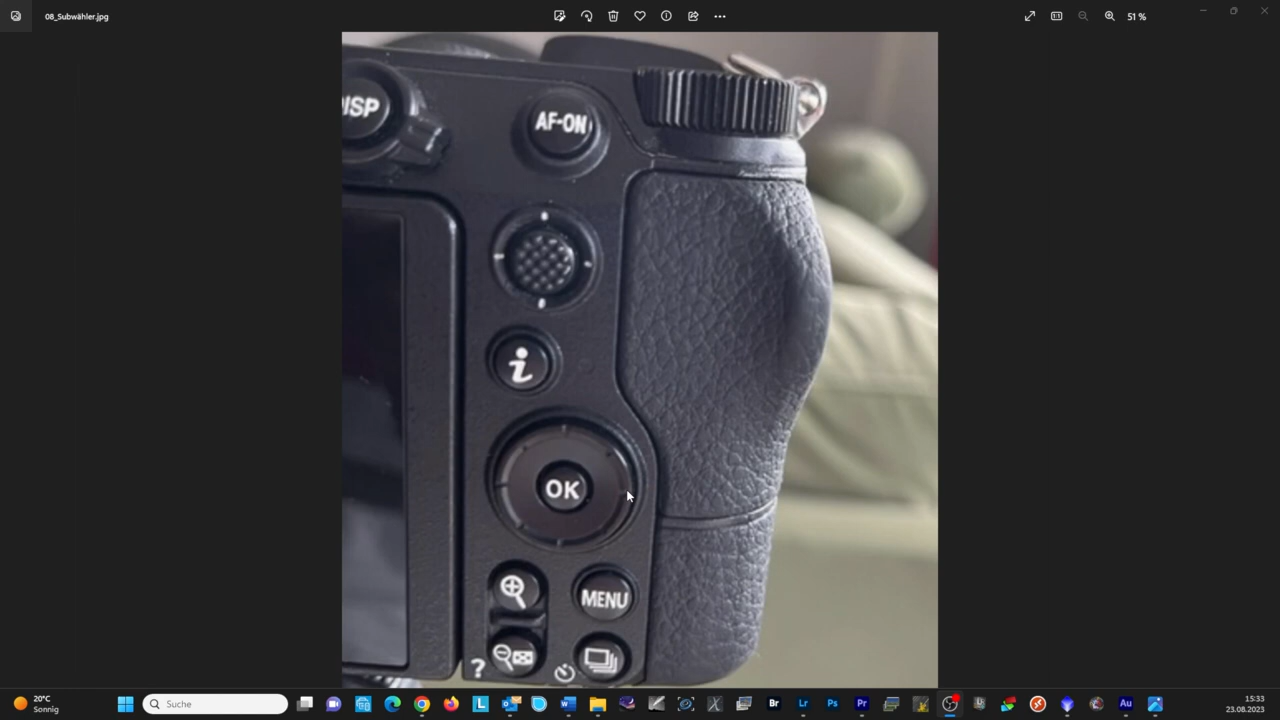 08_Subwähler.jpg
51 %
ISP
AF-ON
i
OK
MENU
?
20°C
Sonnig
Suche
L
W
Br
Lr
Ps
Pr
Au
15:33
23.08.2023